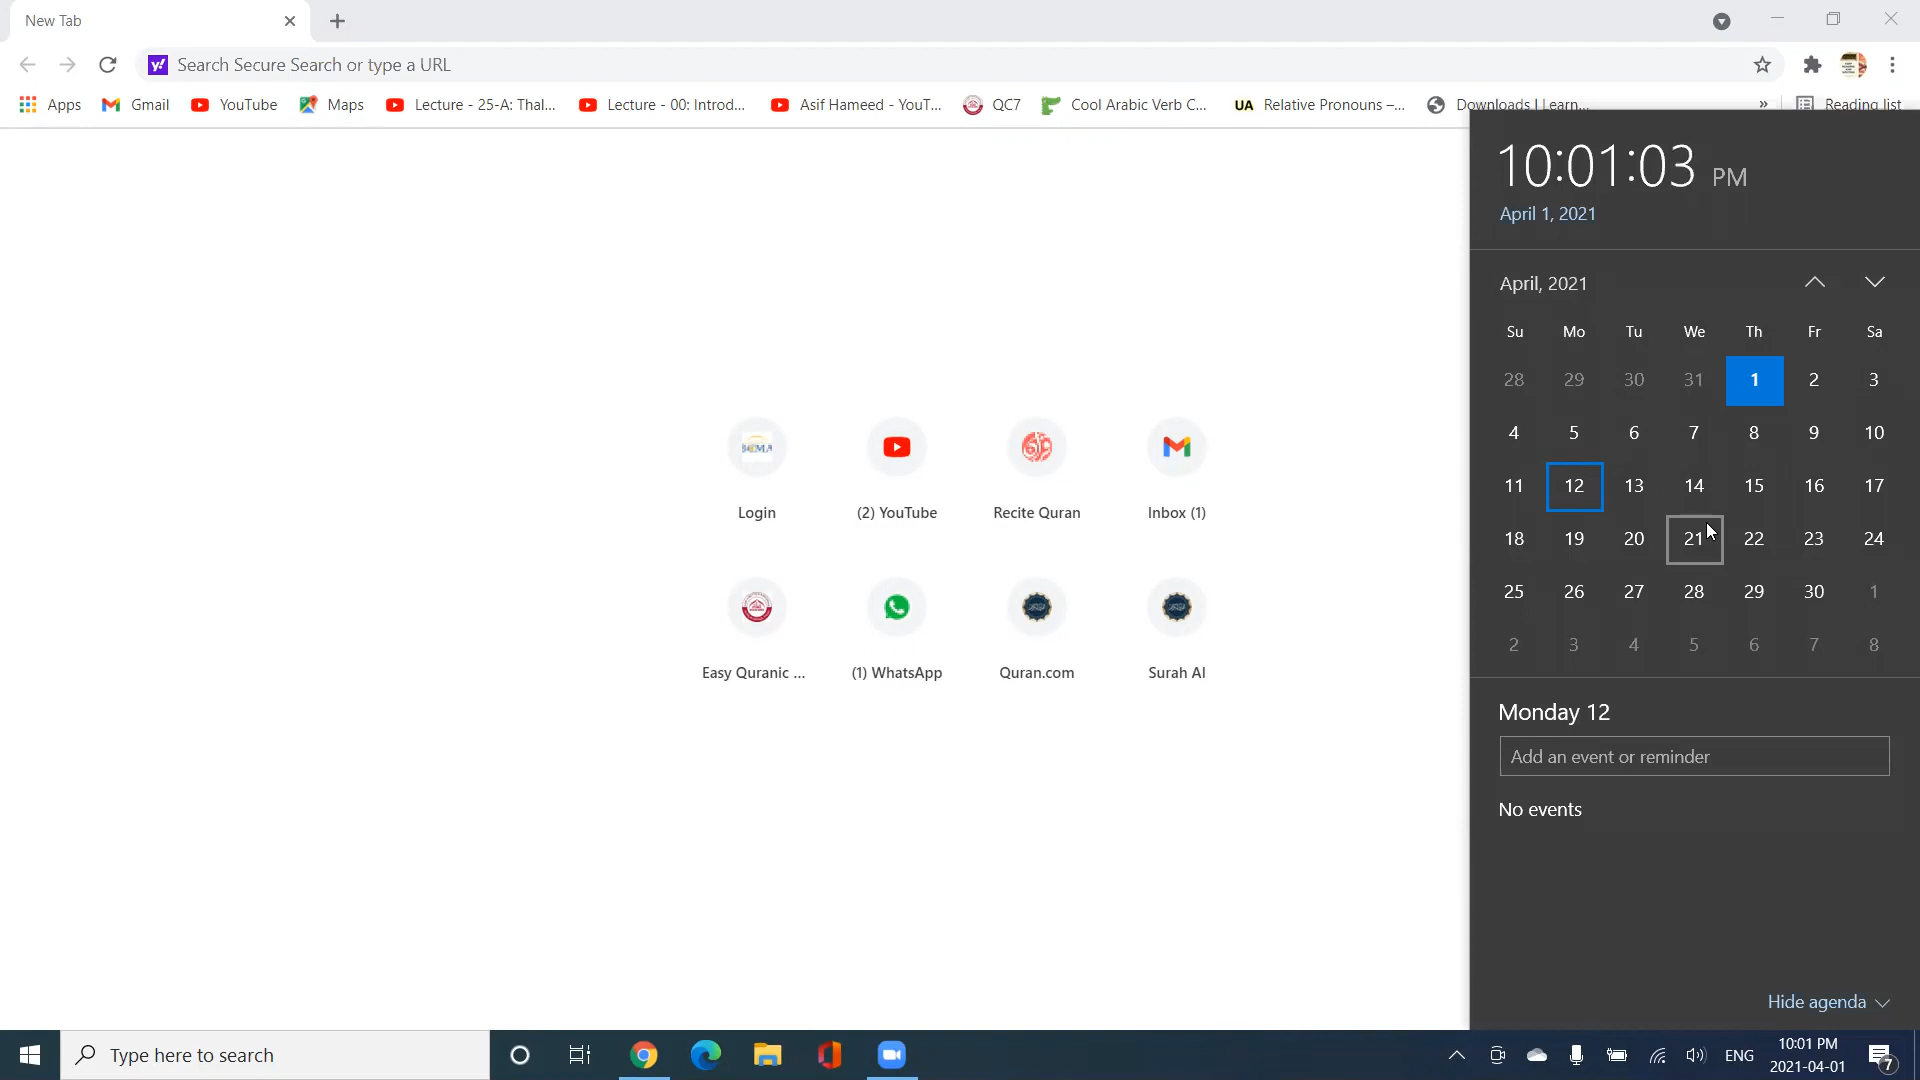 New Tab
Search Secure Search or type a URL
Apps Gmail YouTube Maps Lecture - 25-A: Thal... Lecture - 00: Introd... Asif Hameed - YouT... QC7 Cool Arabic Verb C... UA Relative Pronouns –... Downloads | Learn... » Reading list
Login (2) YouTube Recite Quran Inbox (1)
Easy Quranic ... (1) WhatsApp Quran.com Surah Al
10:01:03 PM
April 1, 2021
April, 2021
Su Mo Tu We Th Fr Sa
28 29 30 31 1 2 3
4 5 6 7 8 9 10
11 12 13 14 15 16 17
18 19 20 21 22 23 24
25 26 27 28 29 30 1
2 3 4 5 6 7 8
Monday 12
Add an event or reminder
No events
Hide agenda
Type here to search
ENG
10:01 PM
2021-04-01
7